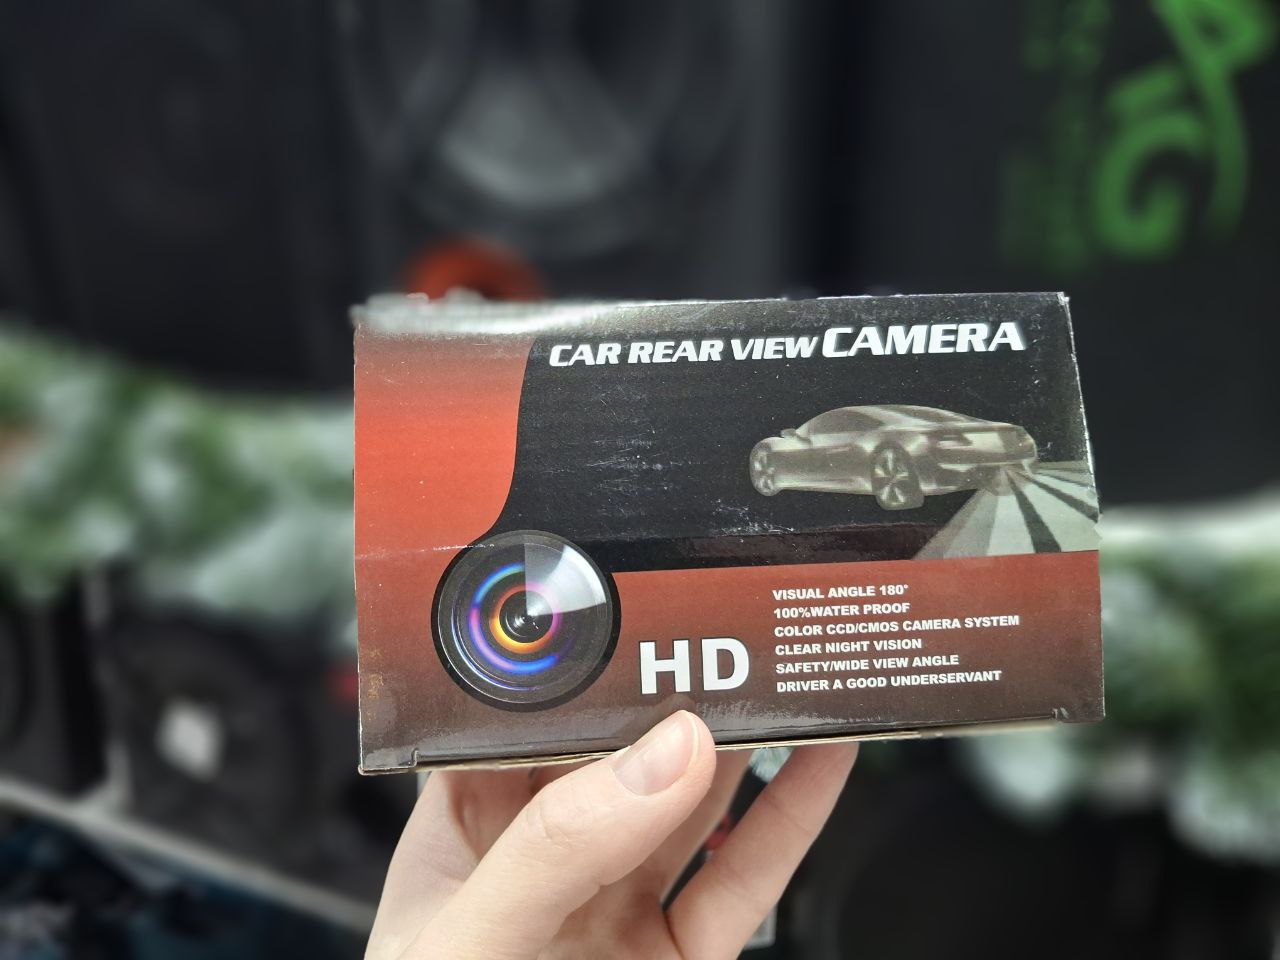 CAR REAR VIEW CAMERA
HD
VISUAL ANGLE 180°
100%WATER PROOF
COLOR CCD/CMOS CAMERA SYSTEM
CLEAR NIGHT VISION
SAFETY/WIDE VIEW ANGLE
DRIVER A GOOD UNDERSERVANT